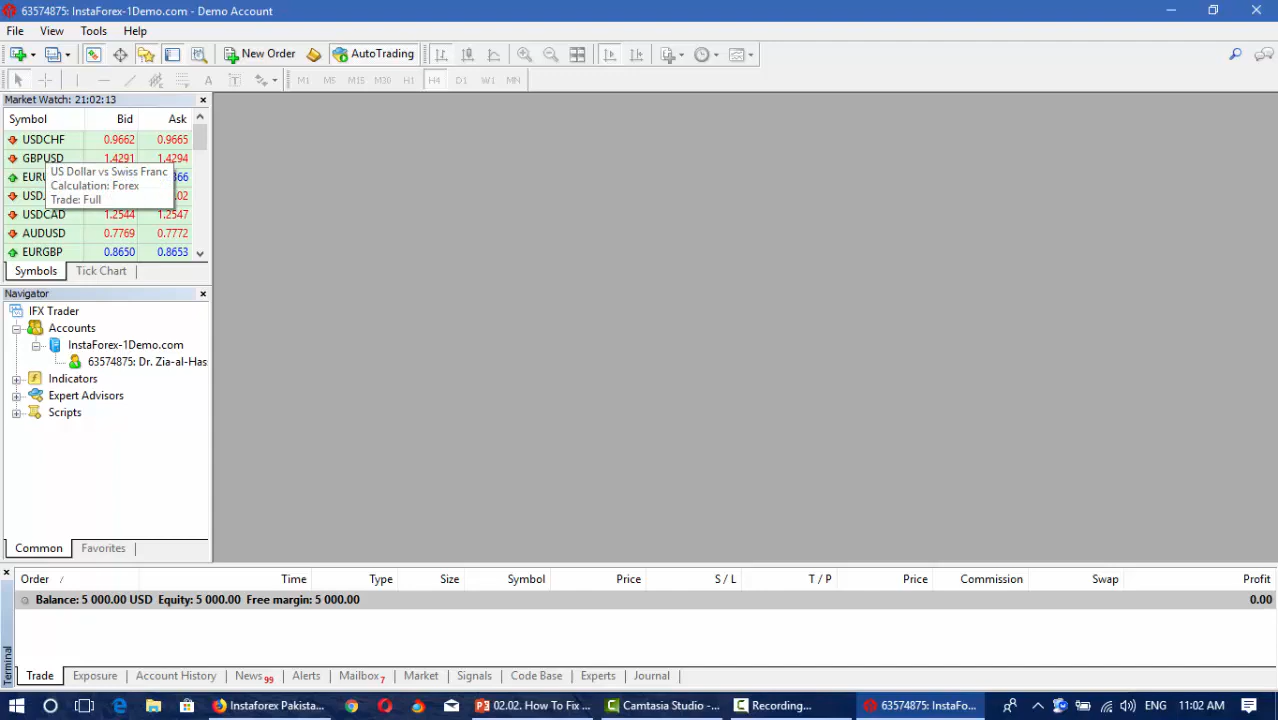 63574875: InstaForex-1Demo.com - Demo Account
File View Tools Help
New Order AutoTrading
A T M1 M5 M15 M30 H1 H4 D1 W1 MN
Market Watch: 21:02:13
Symbol Bid Ask
USDCHF 0.9662 0.9665
GBPUSD 1.4291 1.4294
US Dollar vs Swiss Franc
Calculation: Forex
Trade: Full
USDCAD 1.2544 1.2547
AUDUSD 0.7769 0.7772
EURGBP 0.8650 0.8653
Symbols Tick Chart
Navigator
IFX Trader
Accounts
InstaForex-1Demo.com
63574875: Dr. Zia-al-Has
Indicators
Expert Advisors
Scripts
Common Favorites
Order / Time Type Size Symbol Price S / L T / P Price Commission Swap Profit
Balance: 5 000.00 USD Equity: 5 000.00 Free margin: 5 000.00 0.00
Terminal
Trade Exposure Account History News 99 Alerts Mailbox 7 Market Signals Code Base Experts Journal
Instaforex Pakista... 02.02. How To Fix ... Camtasia Studio -... Recording... 63574875: InstaFo... ENG 11:02 AM